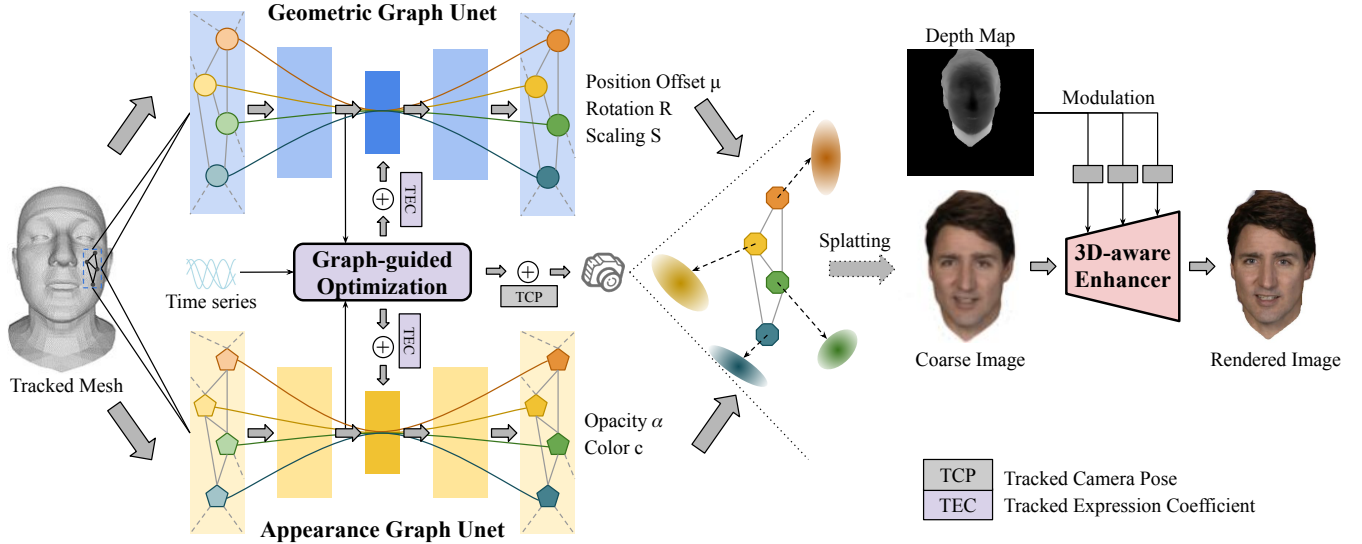 Geometric Graph Unet
Depth Map
Position Offset μ
Rotation R
Scaling S
Modulation
TEC
Graph-guided
Optimization
Time series
TCP
Splatting
3D-aware
Enhancer
TEC
Tracked Mesh
Coarse Image
Rendered Image
Opacity α
Color c
TCP
Tracked Camera Pose
TEC
Tracked Expression Coefficient
Appearance Graph Unet